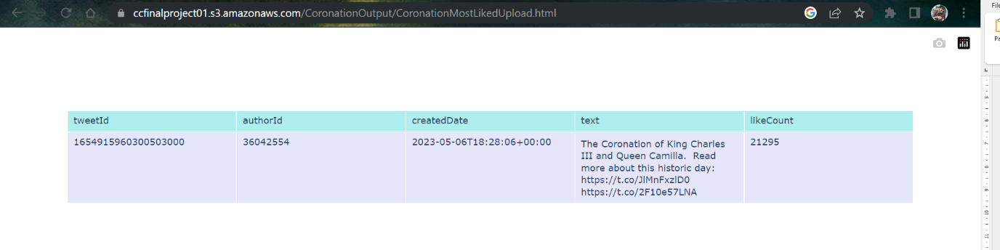 ccfinalproject01.s3.amazonaws.com/CoronationOutput/CoronationMostLikedUpload.html
File
tweetId authorId createdDate text likeCount
1654915960300503000 36042554 2023-05-06T18:28:06+00:00 The Coronation of King Charles 21295
III and Queen Camilla. Read
more about this historic day:
https://t.co/JlMnFxzlD0
https://t.co/2F10e57LNA